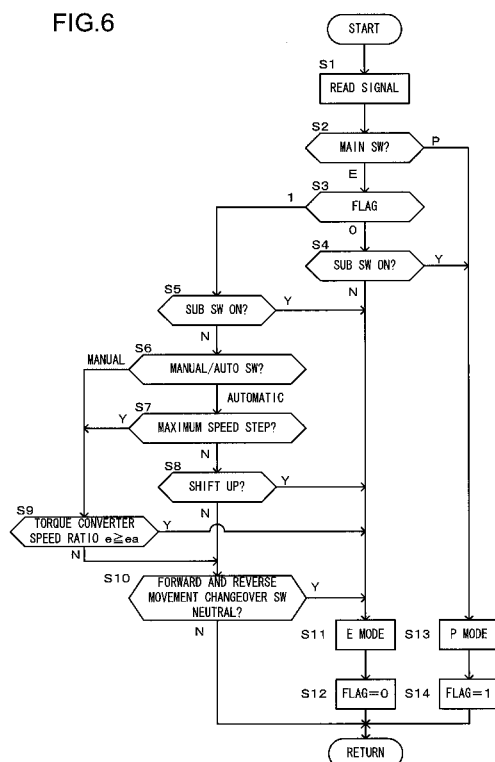 FIG.6
START
S1
READ SIGNAL
S2
MAIN SW?
P
E
S3
1
FLAG
0
S4
SUB SW ON?
Y
N
S5
SUB SW ON?
Y
N
S6
MANUAL
MANUAL/AUTO SW?
AUTOMATIC
S7
Y
MAXIMUM SPEED STEP?
N
S8
SHIFT UP?
Y
N
S9
TORQUE CONVERTER
SPEED RATIO e≧ea
Y
N
S10
FORWARD AND REVERSE
MOVEMENT CHANGEOVER SW
NEUTRAL?
Y
N
S11
E MODE
S13
P MODE
S12
FLAG=0
S14
FLAG=1
RETURN